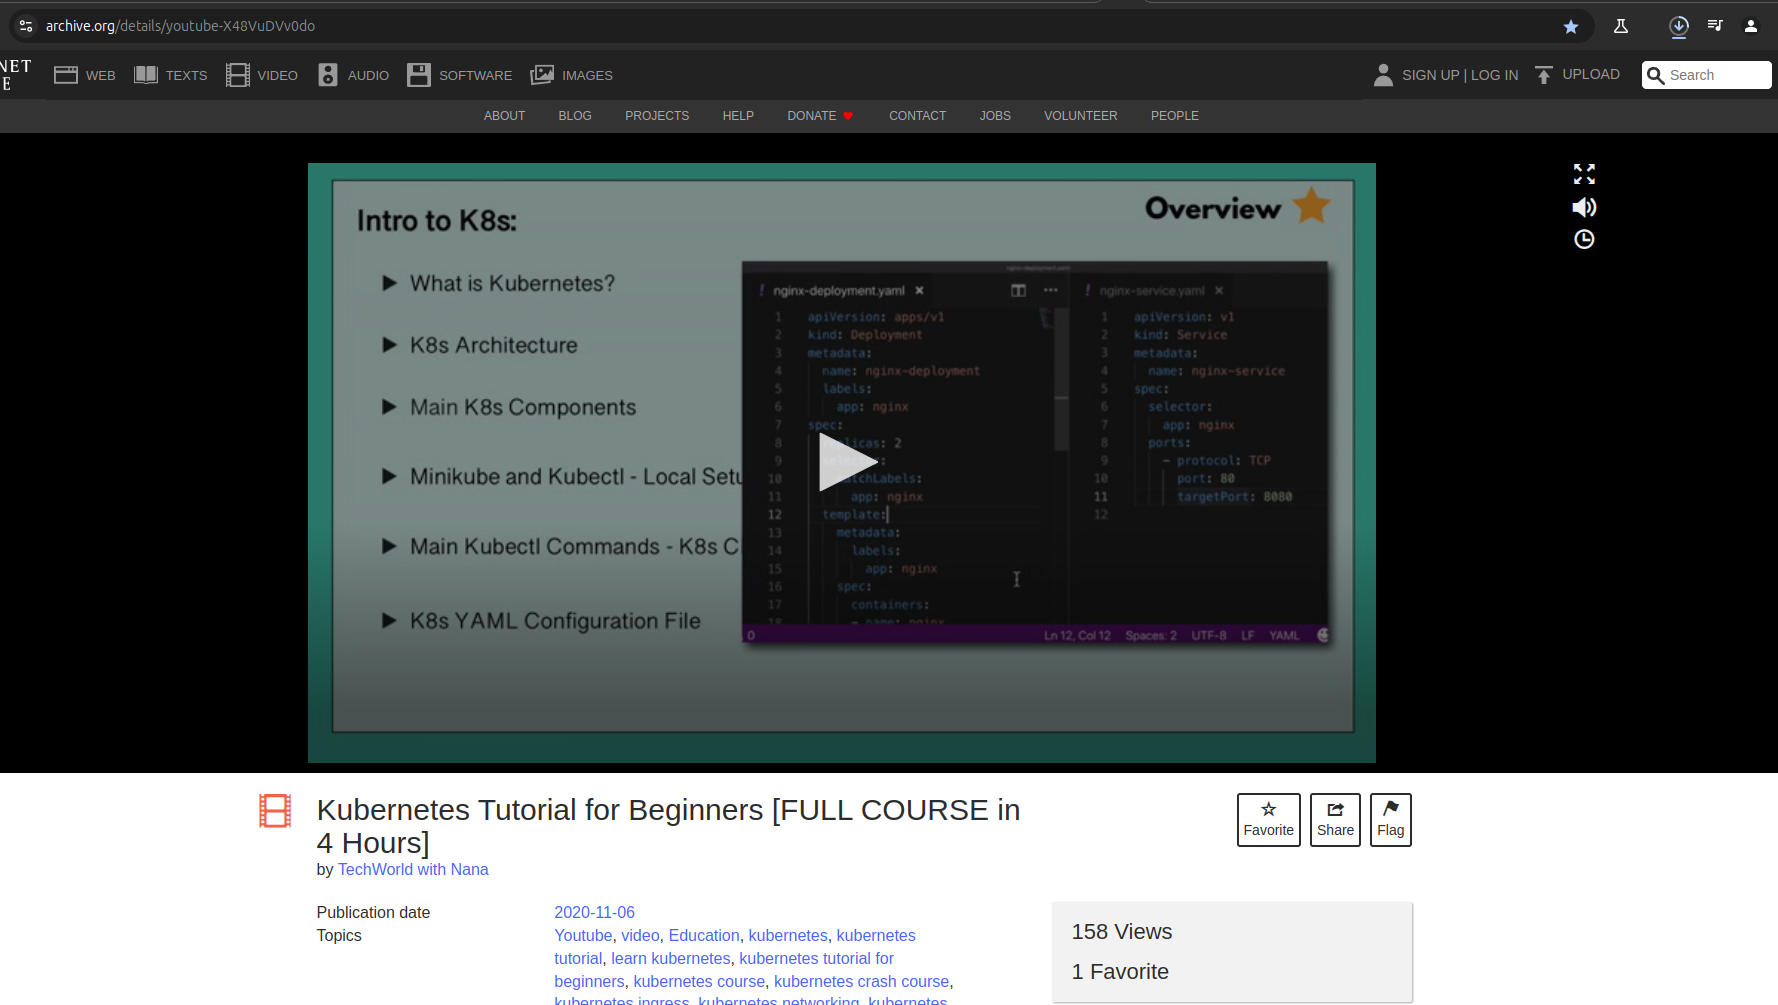 archive.org/details/youtube-X48VuDVv0do
NET
E
WEB
TEXTS
VIDEO
AUDIO
SOFTWARE
IMAGES
SIGN UP | LOG IN
UPLOAD
Search
ABOUT
BLOG
PROJECTS
HELP
DONATE
CONTACT
JOBS
VOLUNTEER
PEOPLE
Overview
Intro to K8s:
What is Kubernetes?
K8s Architecture
Main K8s Components
Minikube and Kubectl - Local Setu
Main Kubectl Commands - K8s C
K8s YAML Configuration File
nginx-deployment.yaml
! nginx-deployment.yaml ×
1 apiVersion: apps/v1
2 kind: Deployment
3 metadata:
4 name: nginx-deployment
5 labels:
6 app: nginx
7 spec:
8 replicas: 2
9
10 matchLabels:
11 app: nginx
12 template:
13 metadata:
14 labels:
15 app: nginx
16 spec:
17 containers:
18 - name: nginx
! nginx-service.yaml ×
1 apiVersion: v1
2 kind: Service
3 metadata:
4 name: nginx-service
5 spec:
6 selector:
7 app: nginx
8 ports:
9 - protocol: TCP
10 port: 80
11 targetPort: 8080
12
0
Ln 12, Col 12 Spaces: 2 UTF-8 LF YAML
Kubernetes Tutorial for Beginners [FULL COURSE in
4 Hours]
by TechWorld with Nana
Favorite
Share
Flag
Publication date 2020-11-06
Topics Youtube, video, Education, kubernetes, kubernetes
tutorial, learn kubernetes, kubernetes tutorial for
beginners, kubernetes course, kubernetes crash course,
kubernetes ingress, kubernetes networking, kubernetes
158 Views
1 Favorite